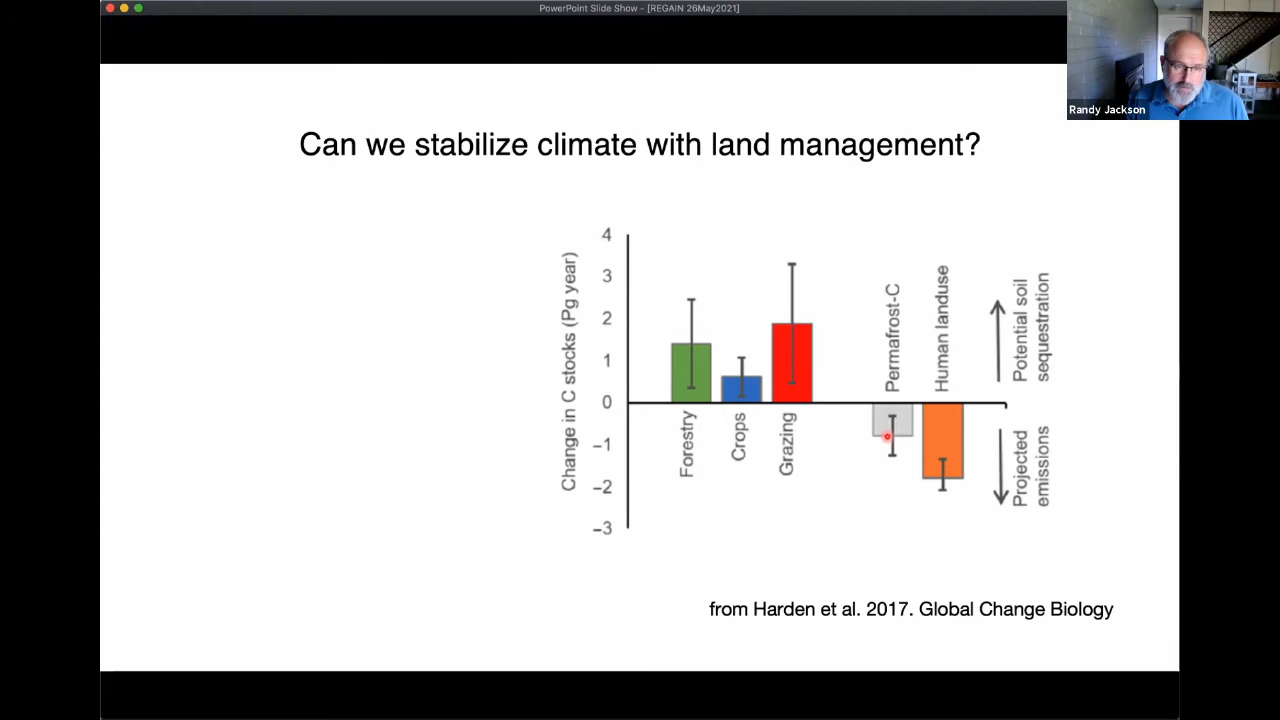 PowerPoint Slide Show - [REGAIN 26May2021]
Randy Jackson
Can we stabilize climate with land management?
Change in C stocks (Pg year)
4
3
2
1
0
−1
−2
−3
Forestry
Crops
Grazing
Permafrost-C
Human landuse
Potential soil
sequestration
Projected
emissions
from Harden et al. 2017. Global Change Biology